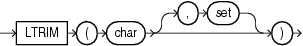 LTRIM ( char , set )